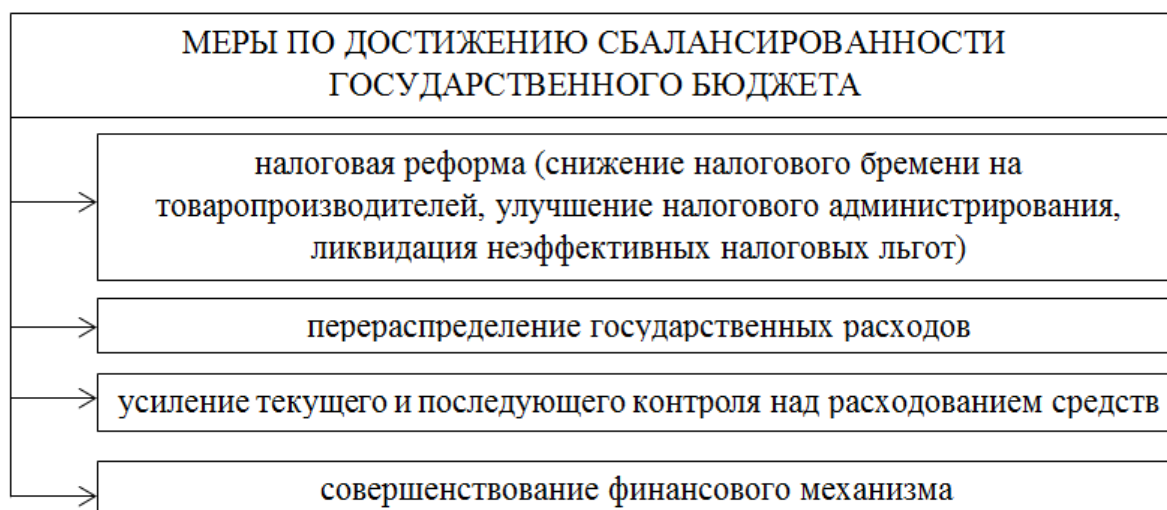 МЕРЫ ПО ДОСТИЖЕНИЮ СБАЛАНСИРОВАННОСТИ
ГОСУДАРСТВЕННОГО БЮДЖЕТА
налоговая реформа (снижение налогового бремени на
товаропроизводителей, улучшение налогового администрирования,
ликвидация неэффективных налоговых льгот)
перераспределение государственных расходов
усиление текущего и последующего контроля над расходованием средств
совершенствование финансового механизма